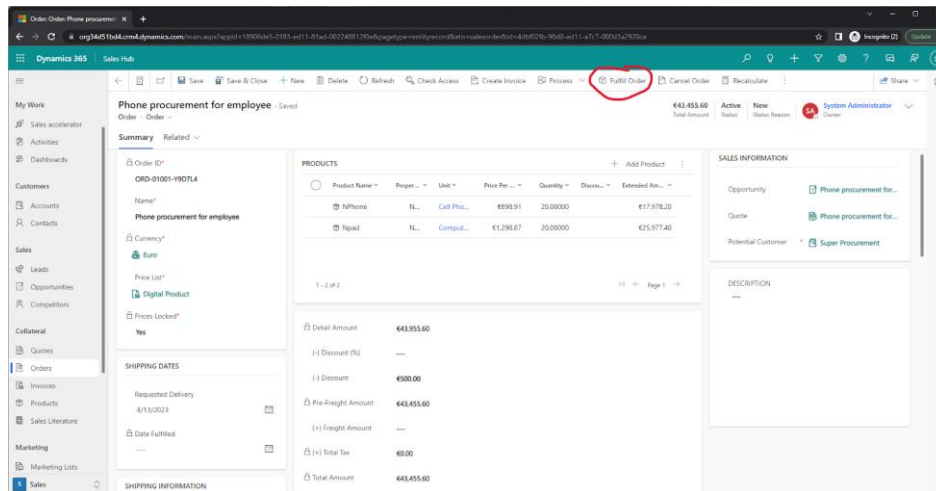 Order: Order: Phone procureme
org34d51bd4.crm4.dynamics.com/main.aspx?appid=18906de5-0183-ed11-81ad-002248812f0e&pagetype=entityrecord&etn=salesorder&id=
Incognito (2)
Update
Dynamics 365
Sales Hub
Save
Save & Close
New
Delete
Refresh
Check Access
Create Invoice
Process
Fulfill Order
Cancel Order
Recalculate
Share
My Work
Sales accelerator
Activities
Dashboards
Customers
Accounts
Contacts
Sales
Leads
Opportunities
Competitors
Collateral
Quotes
Orders
Invoices
Products
Sales Literature
Marketing
Marketing Lists
S Sales
Phone procurement for employee - Saved
Order · Order
€43,455.60
Total Amount
Active
Status
New
Status Reason
SA
System Administrator
Owner
Summary Related
Order ID*
ORD-01001-Y9D7L4
Name*
Phone procurement for employee
Currency*
Euro
Price List*
Digital Product
Prices Locked*
Yes
SHIPPING DATES
Requested Delivery
4/13/2023
Date Fulfilled
---
SHIPPING INFORMATION
PRODUCTS
+ Add Product
Product Name Proper... Unit Price Per ... Quantity Discou... Extended Am...
NPhone N... Cell Pho... €898.91 20.00000 €17,978.20
Npad N... Comput... €1,298.87 20.00000 €25,977.40
1 - 2 of 2
Page 1
Detail Amount €43,955.60
(-) Discount (%) ---
(-) Discount €500.00
Pre-Freight Amount €43,455.60
(+) Freight Amount ---
(+) Total Tax €0.00
Total Amount €43,455.60
SALES INFORMATION
Opportunity Phone procurement for...
Quote Phone procurement for...
Potential Customer * Super Procurement
DESCRIPTION
---